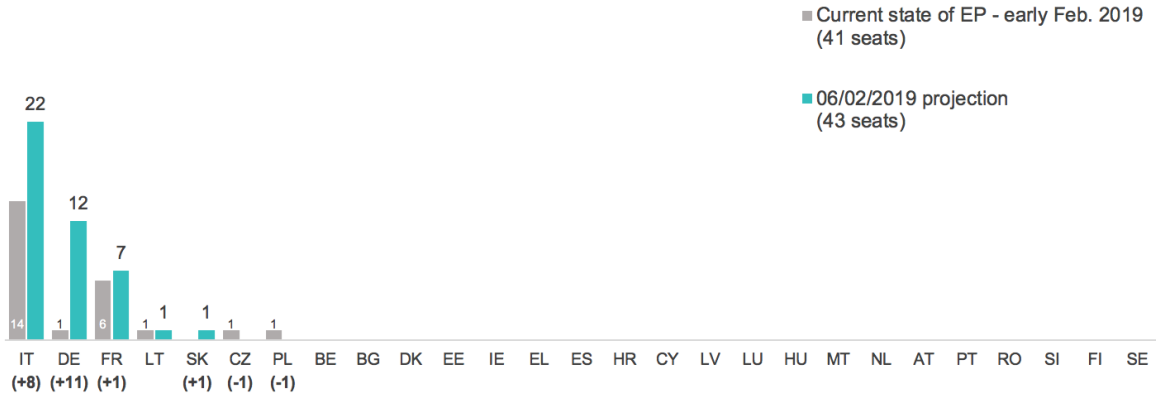 Current state of EP - early Feb. 2019
(41 seats)
06/02/2019 projection
(43 seats)
22
12
7
1
1
14
1
6
1
1
1
IT DE FR LT SK CZ PL BE BG DK EE IE EL ES HR CY LV LU HU MT NL AT PT RO SI FI SE
(+8) (+11) (+1) (+1) (-1) (-1)